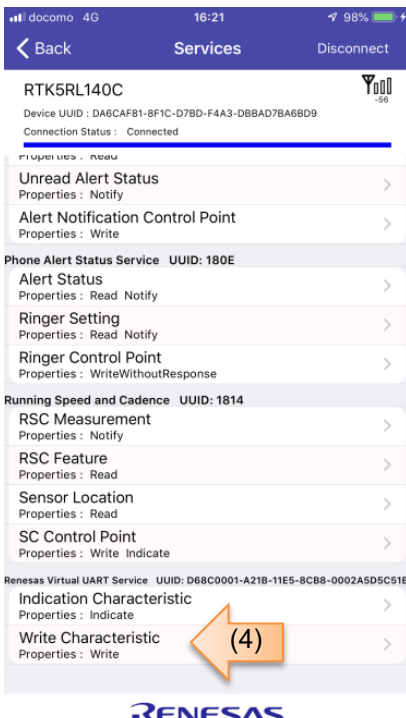 docomo 4G 16:21 98%
Back Services Disconnect
RTK5RL140C
-56
Device UUID : DA6CAF81-8F1C-D7BD-F4A3-DBBAD7BA6BD9
Connection Status : Connected
Properties : Read
Unread Alert Status
Properties : Notify
Alert Notification Control Point
Properties : Write
Phone Alert Status Service UUID: 180E
Alert Status
Properties : Read Notify
Ringer Setting
Properties : Read Notify
Ringer Control Point
Properties : WriteWithoutResponse
Running Speed and Cadence UUID: 1814
RSC Measurement
Properties : Notify
RSC Feature
Properties : Read
Sensor Location
Properties : Read
SC Control Point
Properties : Write Indicate
Renesas Virtual UART Service UUID: D68C0001-A21B-11E5-8CB8-0002A5D5C51B
Indication Characteristic
Properties : Indicate
Write Characteristic
Properties : Write
(4)
RENESAS